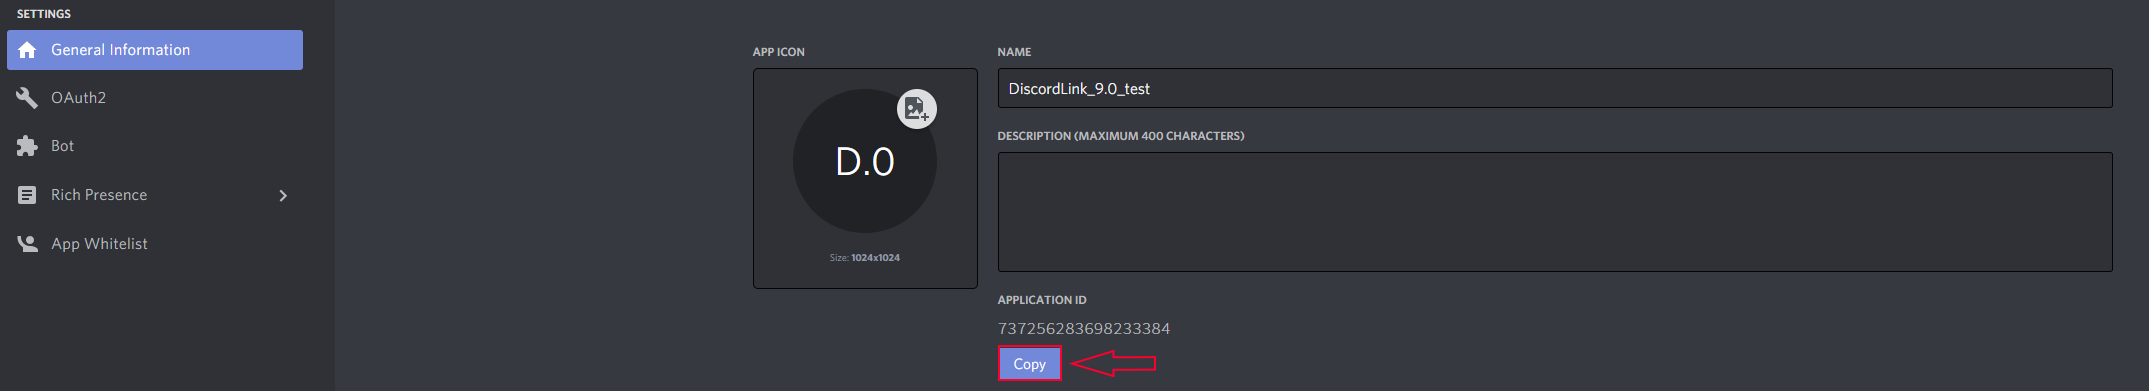 SETTINGS
General Information
OAuth2
Bot
Rich Presence
App Whitelist
APP ICON
D.0
Size: 1024x1024
NAME
DiscordLink_9.0_test
DESCRIPTION (MAXIMUM 400 CHARACTERS)
APPLICATION ID
737256283698233384
Copy